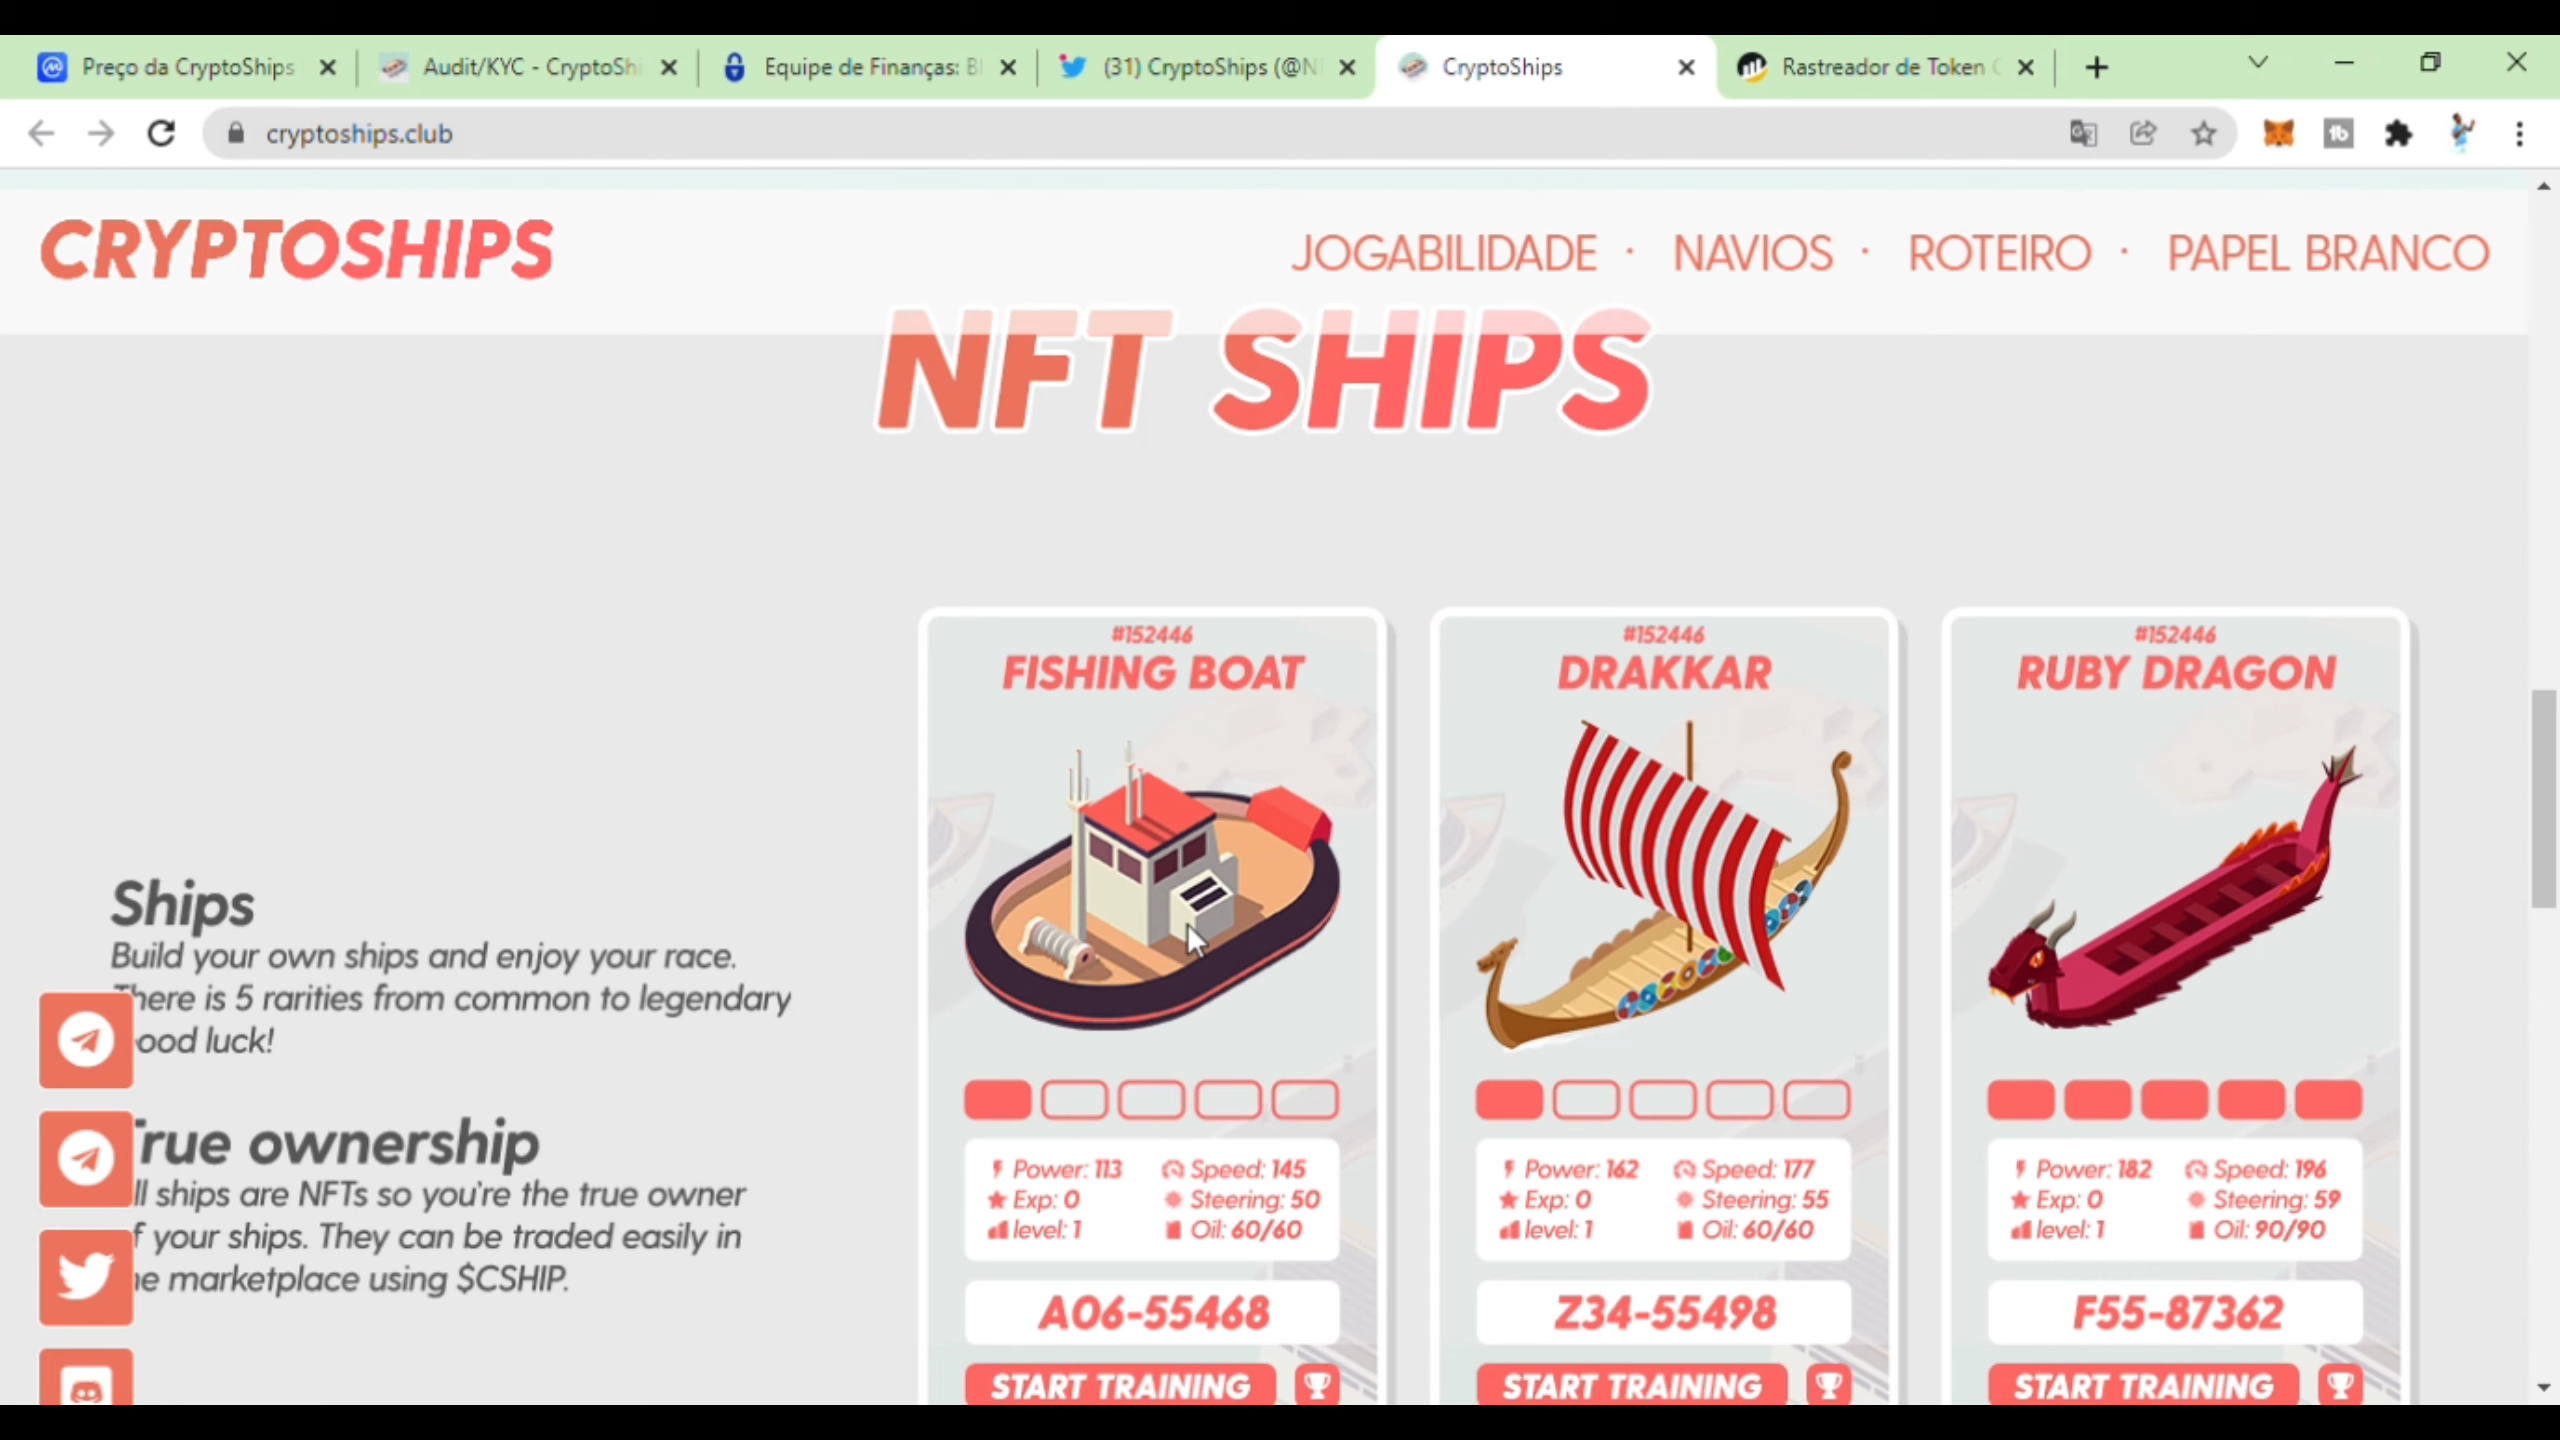 Preço da CryptoShips
Audit/KYC - CryptoShi
Equipe de Finanças: Bl
(31) CryptoShips (@N
CryptoShips
Rastreador de Token
cryptoships.club
CRYPTOSHIPS
JOGABILIDADE · NAVIOS · ROTEIRO · PAPEL BRANCO
NFT SHIPS
Ships
Build your own ships and enjoy your race.
here is 5 rarities from common to legendary
ood luck!
rue ownership
ll ships are NFTs so you're the true owner
f your ships. They can be traded easily in
he marketplace using $CSHIP.
#152446
FISHING BOAT
Power: 113 Speed: 145
Exp: 0 Steering: 50
level: 1 Oil: 60/60
A06-55468
START TRAINING
#152446
DRAKKAR
Power: 162 Speed: 177
Exp: 0 Steering: 55
level: 1 Oil: 60/60
Z34-55498
START TRAINING
#152446
RUBY DRAGON
Power: 182 Speed: 196
Exp: 0 Steering: 59
level: 1 Oil: 90/90
F55-87362
START TRAINING